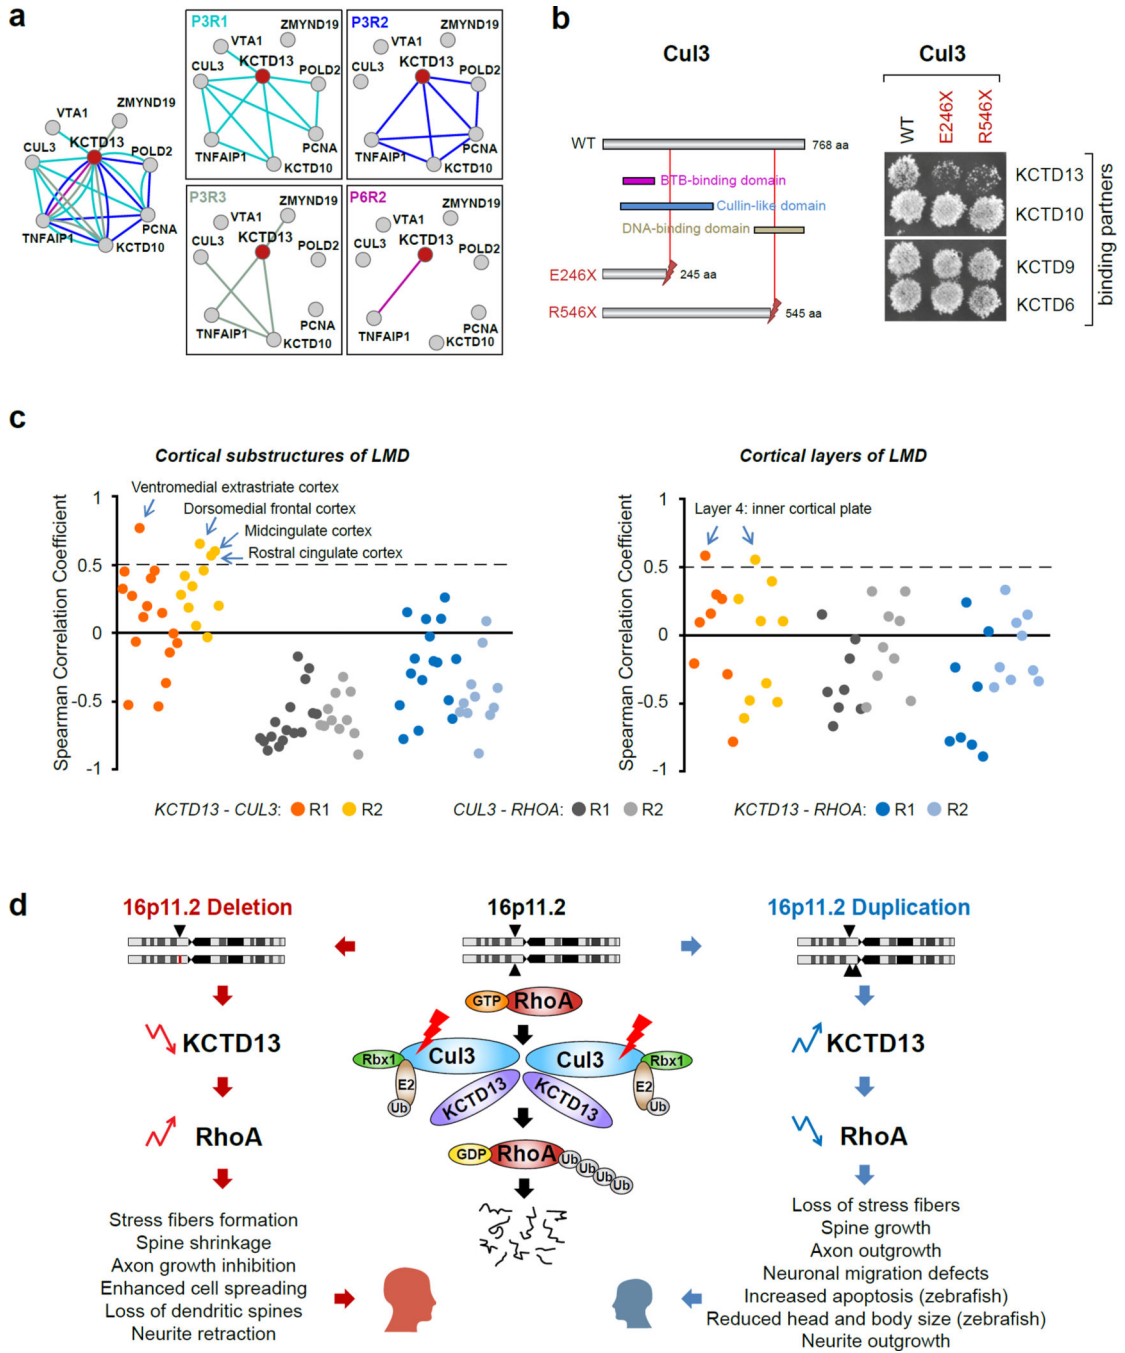 a
P3R1
ZMYND19
VTA1
KCTD13
CUL3
POLD2
TNFAIP1
PCNA
KCTD10
P3R2
ZMYND19
VTA1
KCTD13
CUL3
POLD2
TNFAIP1
PCNA
KCTD10
ZMYND19
VTA1
KCTD13
CUL3
POLD2
PCNA
TNFAIP1
KCTD10
P3R3
ZMYND19
VTA1
KCTD13
CUL3
POLD2
PCNA
TNFAIP1
KCTD10
P6R2
ZMYND19
VTA1
KCTD13
CUL3
POLD2
TNFAIP1
PCNA
KCTD10
b
Cul3
WT
768 aa
BTB-binding domain
Cullin-like domain
DNA-binding domain
E246X
245 aa
R546X
545 aa
Cul3
WT
E246X
R546X
KCTD13
KCTD10
KCTD9
KCTD6
binding partners
c
Cortical substructures of LMD
Spearman Correlation Coefficient
1
0.5
0
-0.5
-1
Ventromedial extrastriate cortex
Dorsomedial frontal cortex
Midcingulate cortex
Rostral cingulate cortex
Cortical layers of LMD
Spearman Correlation Coefficient
1
0.5
0
-0.5
-1
Layer 4: inner cortical plate
KCTD13 - CUL3: R1 R2
CUL3 - RHOA: R1 R2
KCTD13 - RHOA: R1 R2
d
16p11.2 Deletion
KCTD13
RhoA
Stress fibers formation
Spine shrinkage
Axon growth inhibition
Enhanced cell spreading
Loss of dendritic spines
Neurite retraction
16p11.2
GTP RhoA
Rbx1 Cul3 Cul3 Rbx1
E2 E2
Ub Ub
KCTD13 KCTD13
GDP RhoA Ub Ub Ub Ub
16p11.2 Duplication
KCTD13
RhoA
Loss of stress fibers
Spine growth
Axon outgrowth
Neuronal migration defects
Increased apoptosis (zebrafish)
Reduced head and body size (zebrafish)
Neurite outgrowth